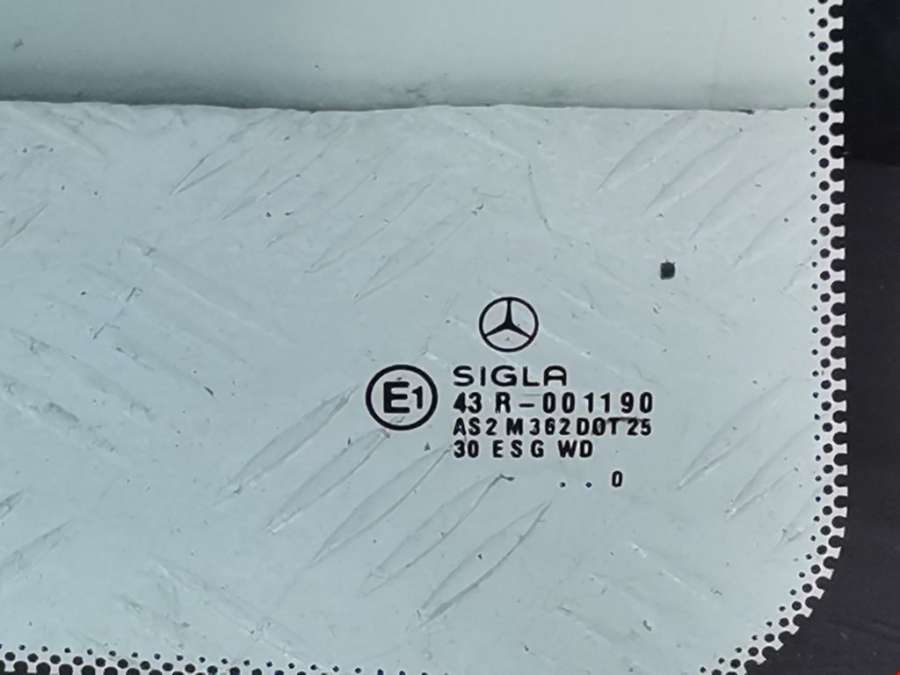 SIGLA
E1
43 R-001190
AS2 M362 DOT 25
30 ESG WD
. . 0